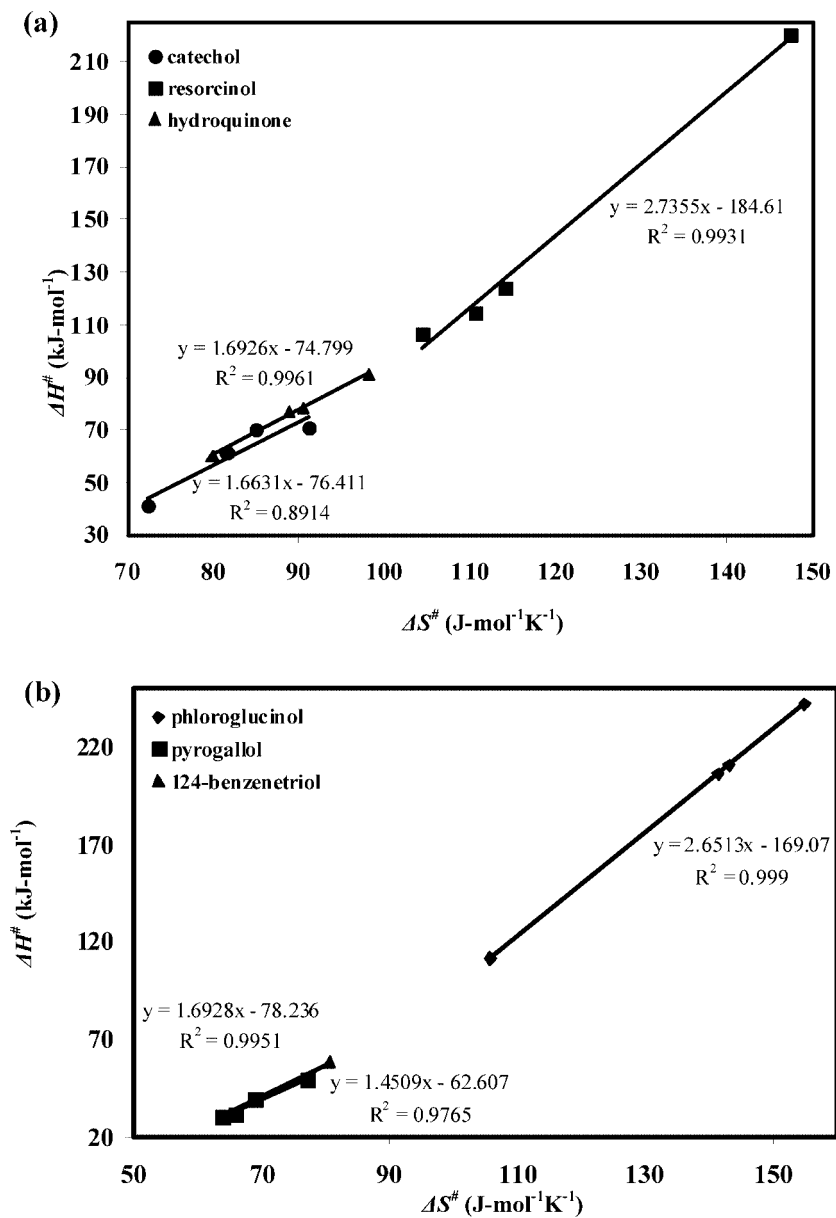 (a)
catechol
resorcinol
hydroquinone
210
190
170
150
130
110
90
70
50
30
ΔH# (kJ-mol-1)
y = 2.7355x - 184.61
R2 = 0.9931
y = 1.6926x - 74.799
R2 = 0.9961
y = 1.6631x - 76.411
R2 = 0.8914
70 80 90 100 110 120 130 140 150
ΔS# (J-mol-1K-1)
(b)
phloroglucinol
pyrogallol
124-benzenetriol
220
170
120
70
20
ΔH# (kJ-mol-1)
y = 2.6513x - 169.07
R2 = 0.999
y = 1.6928x - 78.236
R2 = 0.9951
y = 1.4509x - 62.607
R2 = 0.9765
50 70 90 110 130 150
ΔS# (J-mol-1K-1)